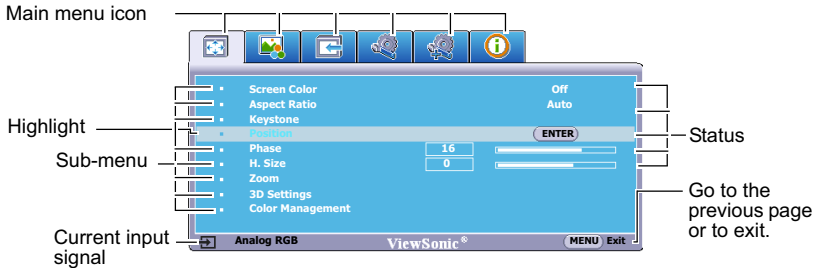 Main menu icon
Screen Color Off
Aspect Ratio Auto
Keystone
Highlight
Position ENTER
Status
Phase 16
Sub-menu
H. Size 0
Zoom
3D Settings
Color Management
Go to the
previous page
or to exit.
Current input
signal
Analog RGB ViewSonic® MENU Exit